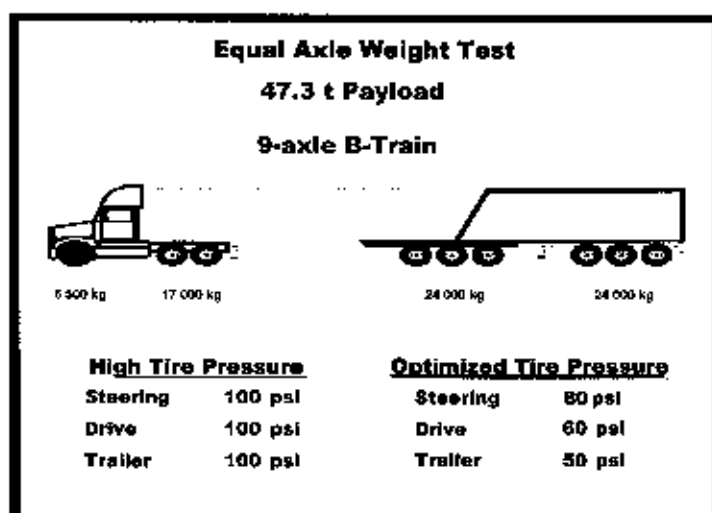 Equal Axle Weight Test
47.3 t Payload
9-axle B-Train
5 500 kg 17 000 kg 24 000 kg 24 000 kg
High Tire Pressure Optimized Tire Pressure
Steering 100 psi Steering 80 psi
Drive 100 psi Drive 60 psi
Trailer 100 psi Trailer 50 psi